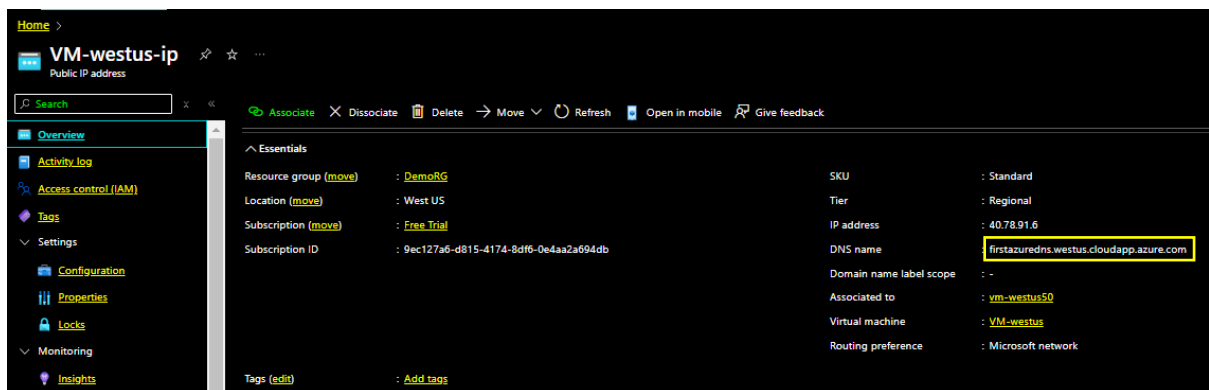 Home >
VM-westus-ip
Public IP address
Search
Associate Dissociate Delete Move Refresh Open in mobile Give feedback
Overview
Activity log
Access control (IAM)
Tags
Settings
Configuration
Properties
Locks
Monitoring
Insights
Essentials
Resource group (move) : DemoRG
Location (move) : West US
Subscription (move) : Free Trial
Subscription ID : 9ec127a6-d815-4174-8df6-0e4aa2a694db
SKU : Standard
Tier : Regional
IP address : 40.78.91.6
DNS name : firstazuredns.westus.cloudapp.azure.com
Domain name label scope : -
Associated to : vm-westus50
Virtual machine : VM-westus
Routing preference : Microsoft network
Tags (edit) : Add tags